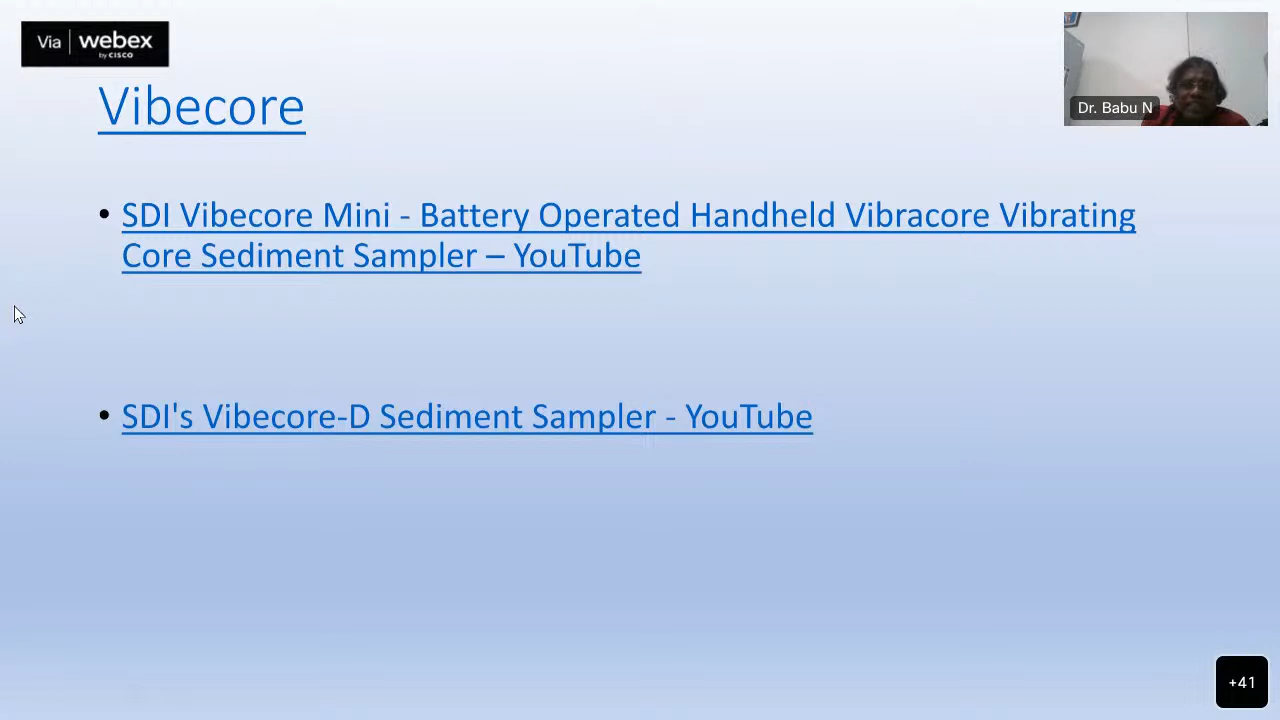 Via | webex
by CISCO
Dr. Babu N
Vibecore
• SDI Vibecore Mini - Battery Operated Handheld Vibracore Vibrating
Core Sediment Sampler – YouTube
• SDI's Vibecore-D Sediment Sampler - YouTube
+41